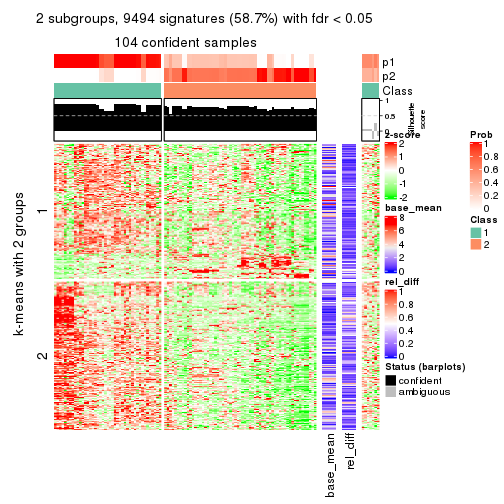 2 subgroups, 9494 signatures (58.7%) with fdr < 0.05
104 confident samples
p1
p2
Class
1
0.5
0
Silhouette
score
k-means with 2 groups
1
2
base_mean
rel_diff
z-score
2
1
0
-1
-2
base_mean
8
6
4
2
0
rel_diff
1
0.8
0.6
0.4
0.2
0
Status (barplots)
confident
ambiguous
Prob
1
0.8
0.6
0.4
0.2
0
Class
1
2